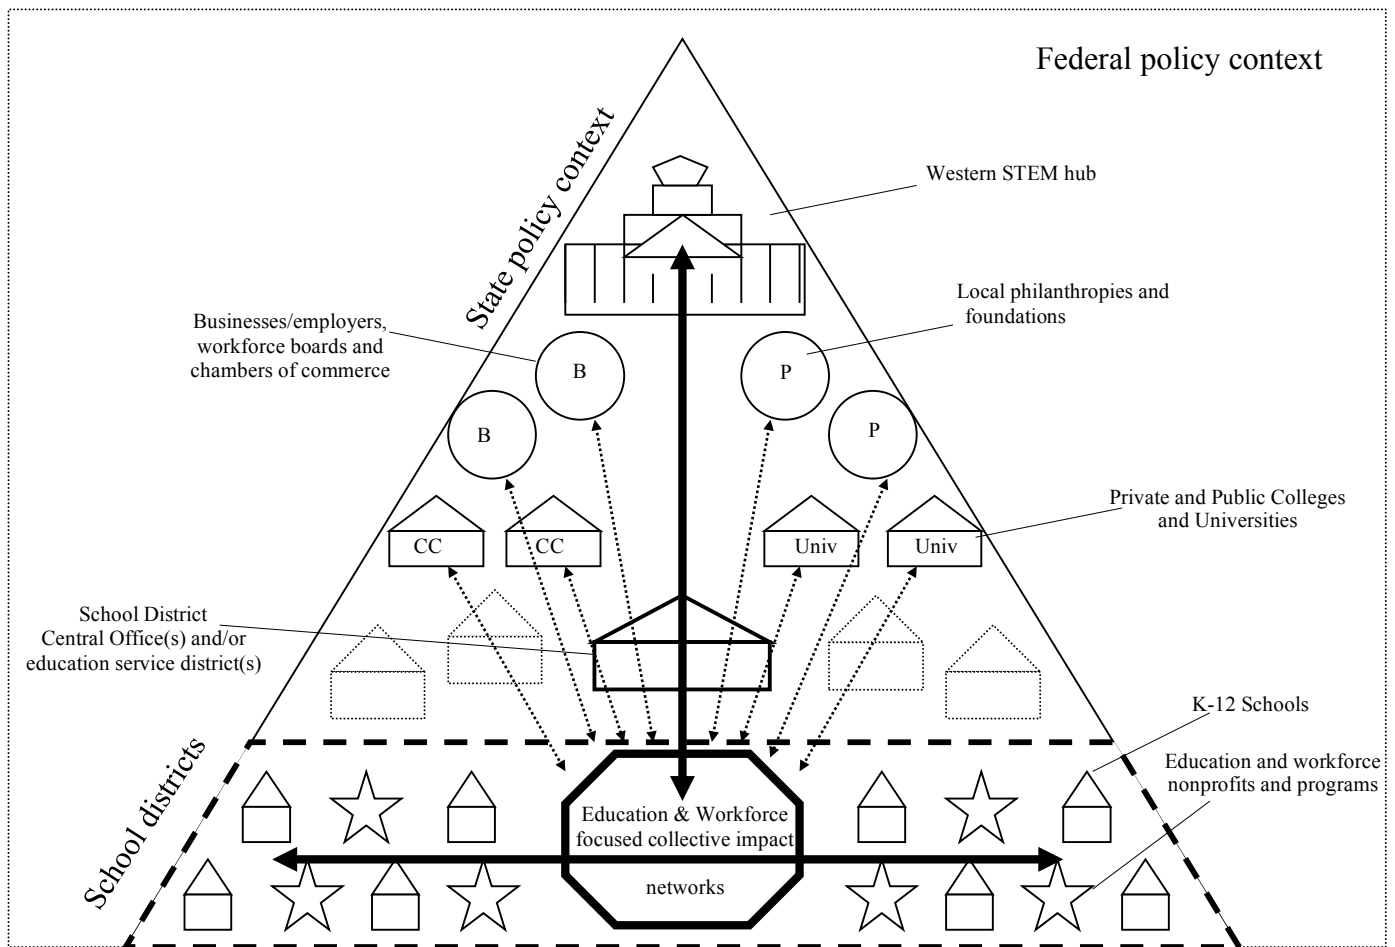 Federal policy context
State policy context
Western STEM hub
Local philanthropies and
foundations
Businesses/employers,
workforce boards and
chambers of commerce
B
P
B
P
Private and Public Colleges
and Universities
CC
CC
Univ
Univ
School District
Central Office(s) and/or
education service district(s)
K-12 Schools
School districts
Education and workforce
nonprofits and programs
Education & Workforce
focused collective impact
networks